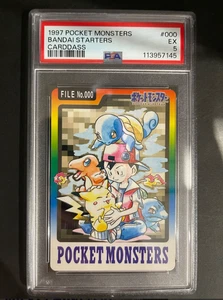 1997 POCKET MONSTERS #000
BANDAI STARTERS EX
CARDDASS PSA 5
113957145
FILE No.000
ポケットモンスター
POCKET MONSTERS